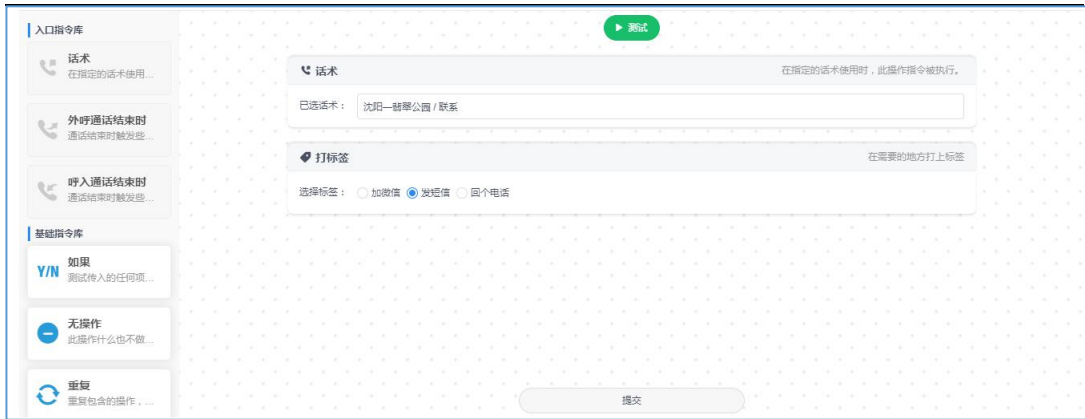 入口指令库
话术
在指定的话术使用...
外呼通话结束时
通话结束时触发些...
呼入通话结束时
通话结束时触发些...
基础指令库
Y/N
如果
测试传入的任何项...
无操作
此操作什么也不做...
重复
重复包含的操作，...
测试
话术
在指定的话术使用时，此操作指令被执行。
已选话术： 沈阳—翡翠公园 / 联系
打标签
在需要的地方打上标签
选择标签： 加微信 发短信 回个电话
提交